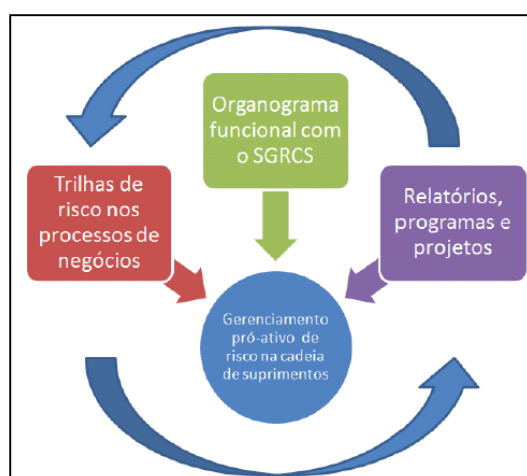 Organograma
funcional com
o SGRCS
Trilhas de
risco nos
processos de
negócios
Relatórios,
programas e
projetos
Gerenciamento
pró-ativo de
risco na cadeia
de suprimentos